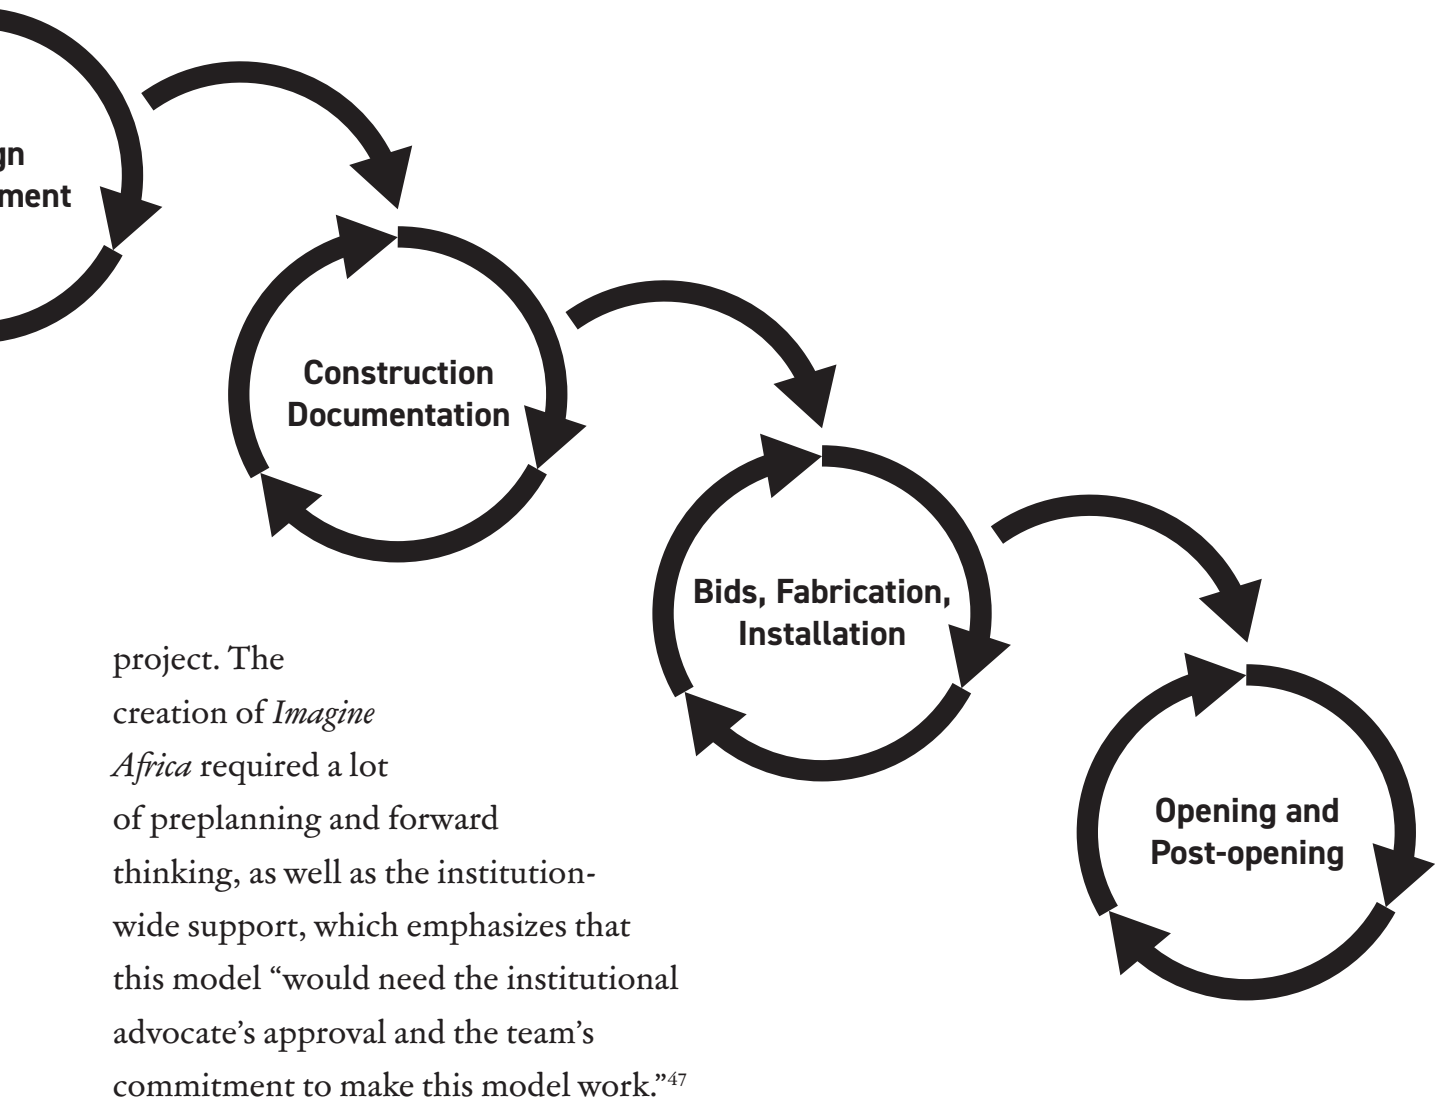 gn
ment
Construction
Documentation
Bids, Fabrication,
Installation
Opening and
Post-opening
project. The
creation of Imagine
Africa required a lot
of preplanning and forward
thinking, as well as the institution-
wide support, which emphasizes that
this model “would need the institutional
advocate’s approval and the team’s
commitment to make this model work.”47